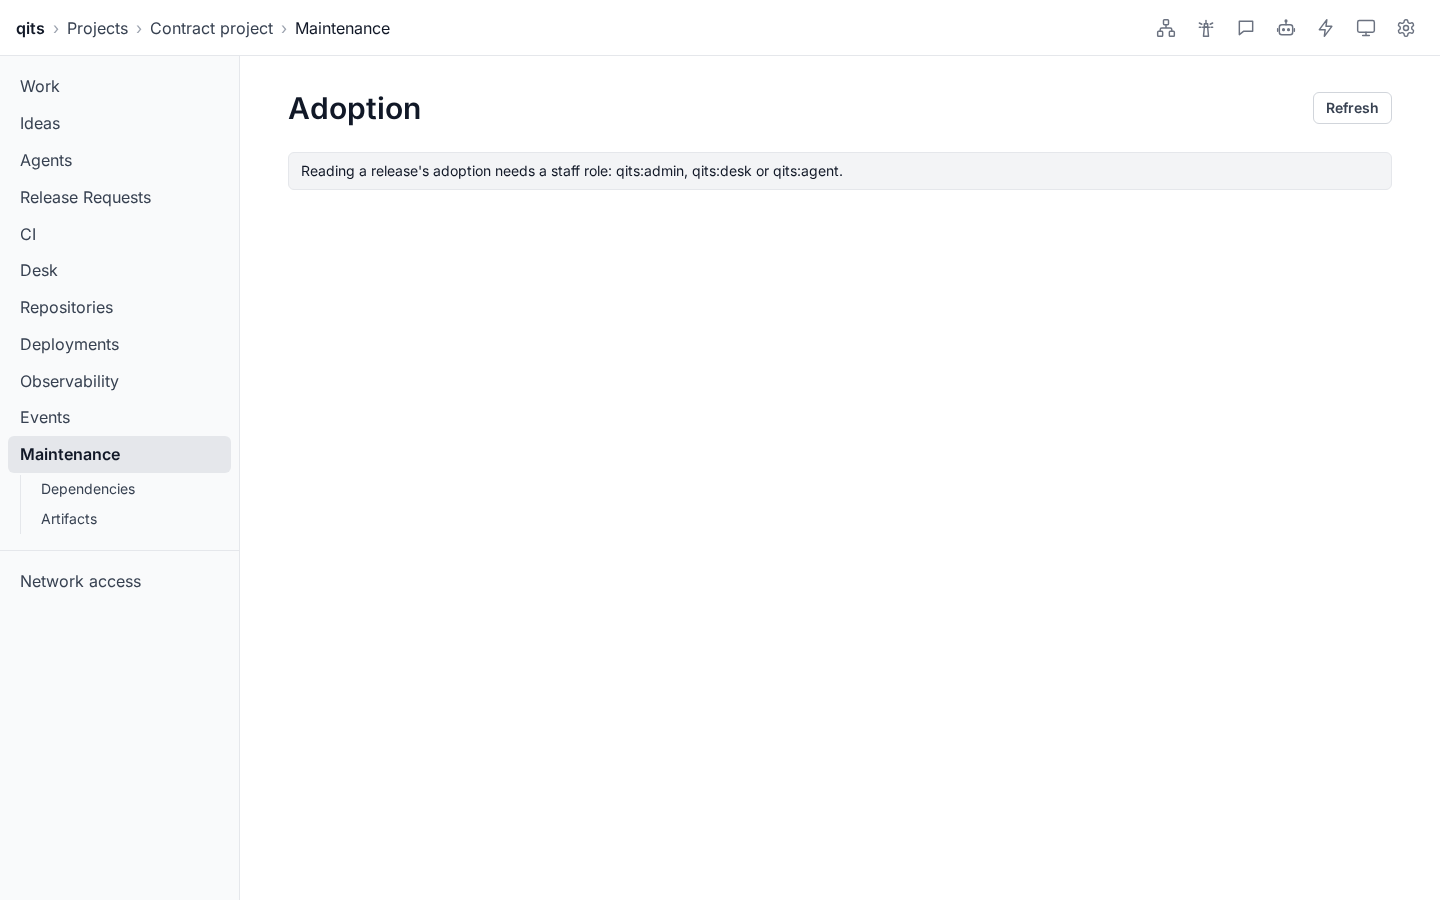 qits › Projects › Contract project › Maintenance
Work
Ideas
Agents
Release Requests
CI
Desk
Repositories
Deployments
Observability
Events
Maintenance
Dependencies
Artifacts
Network access
Adoption
Refresh
Reading a release's adoption needs a staff role: qits:admin, qits:desk or qits:agent.